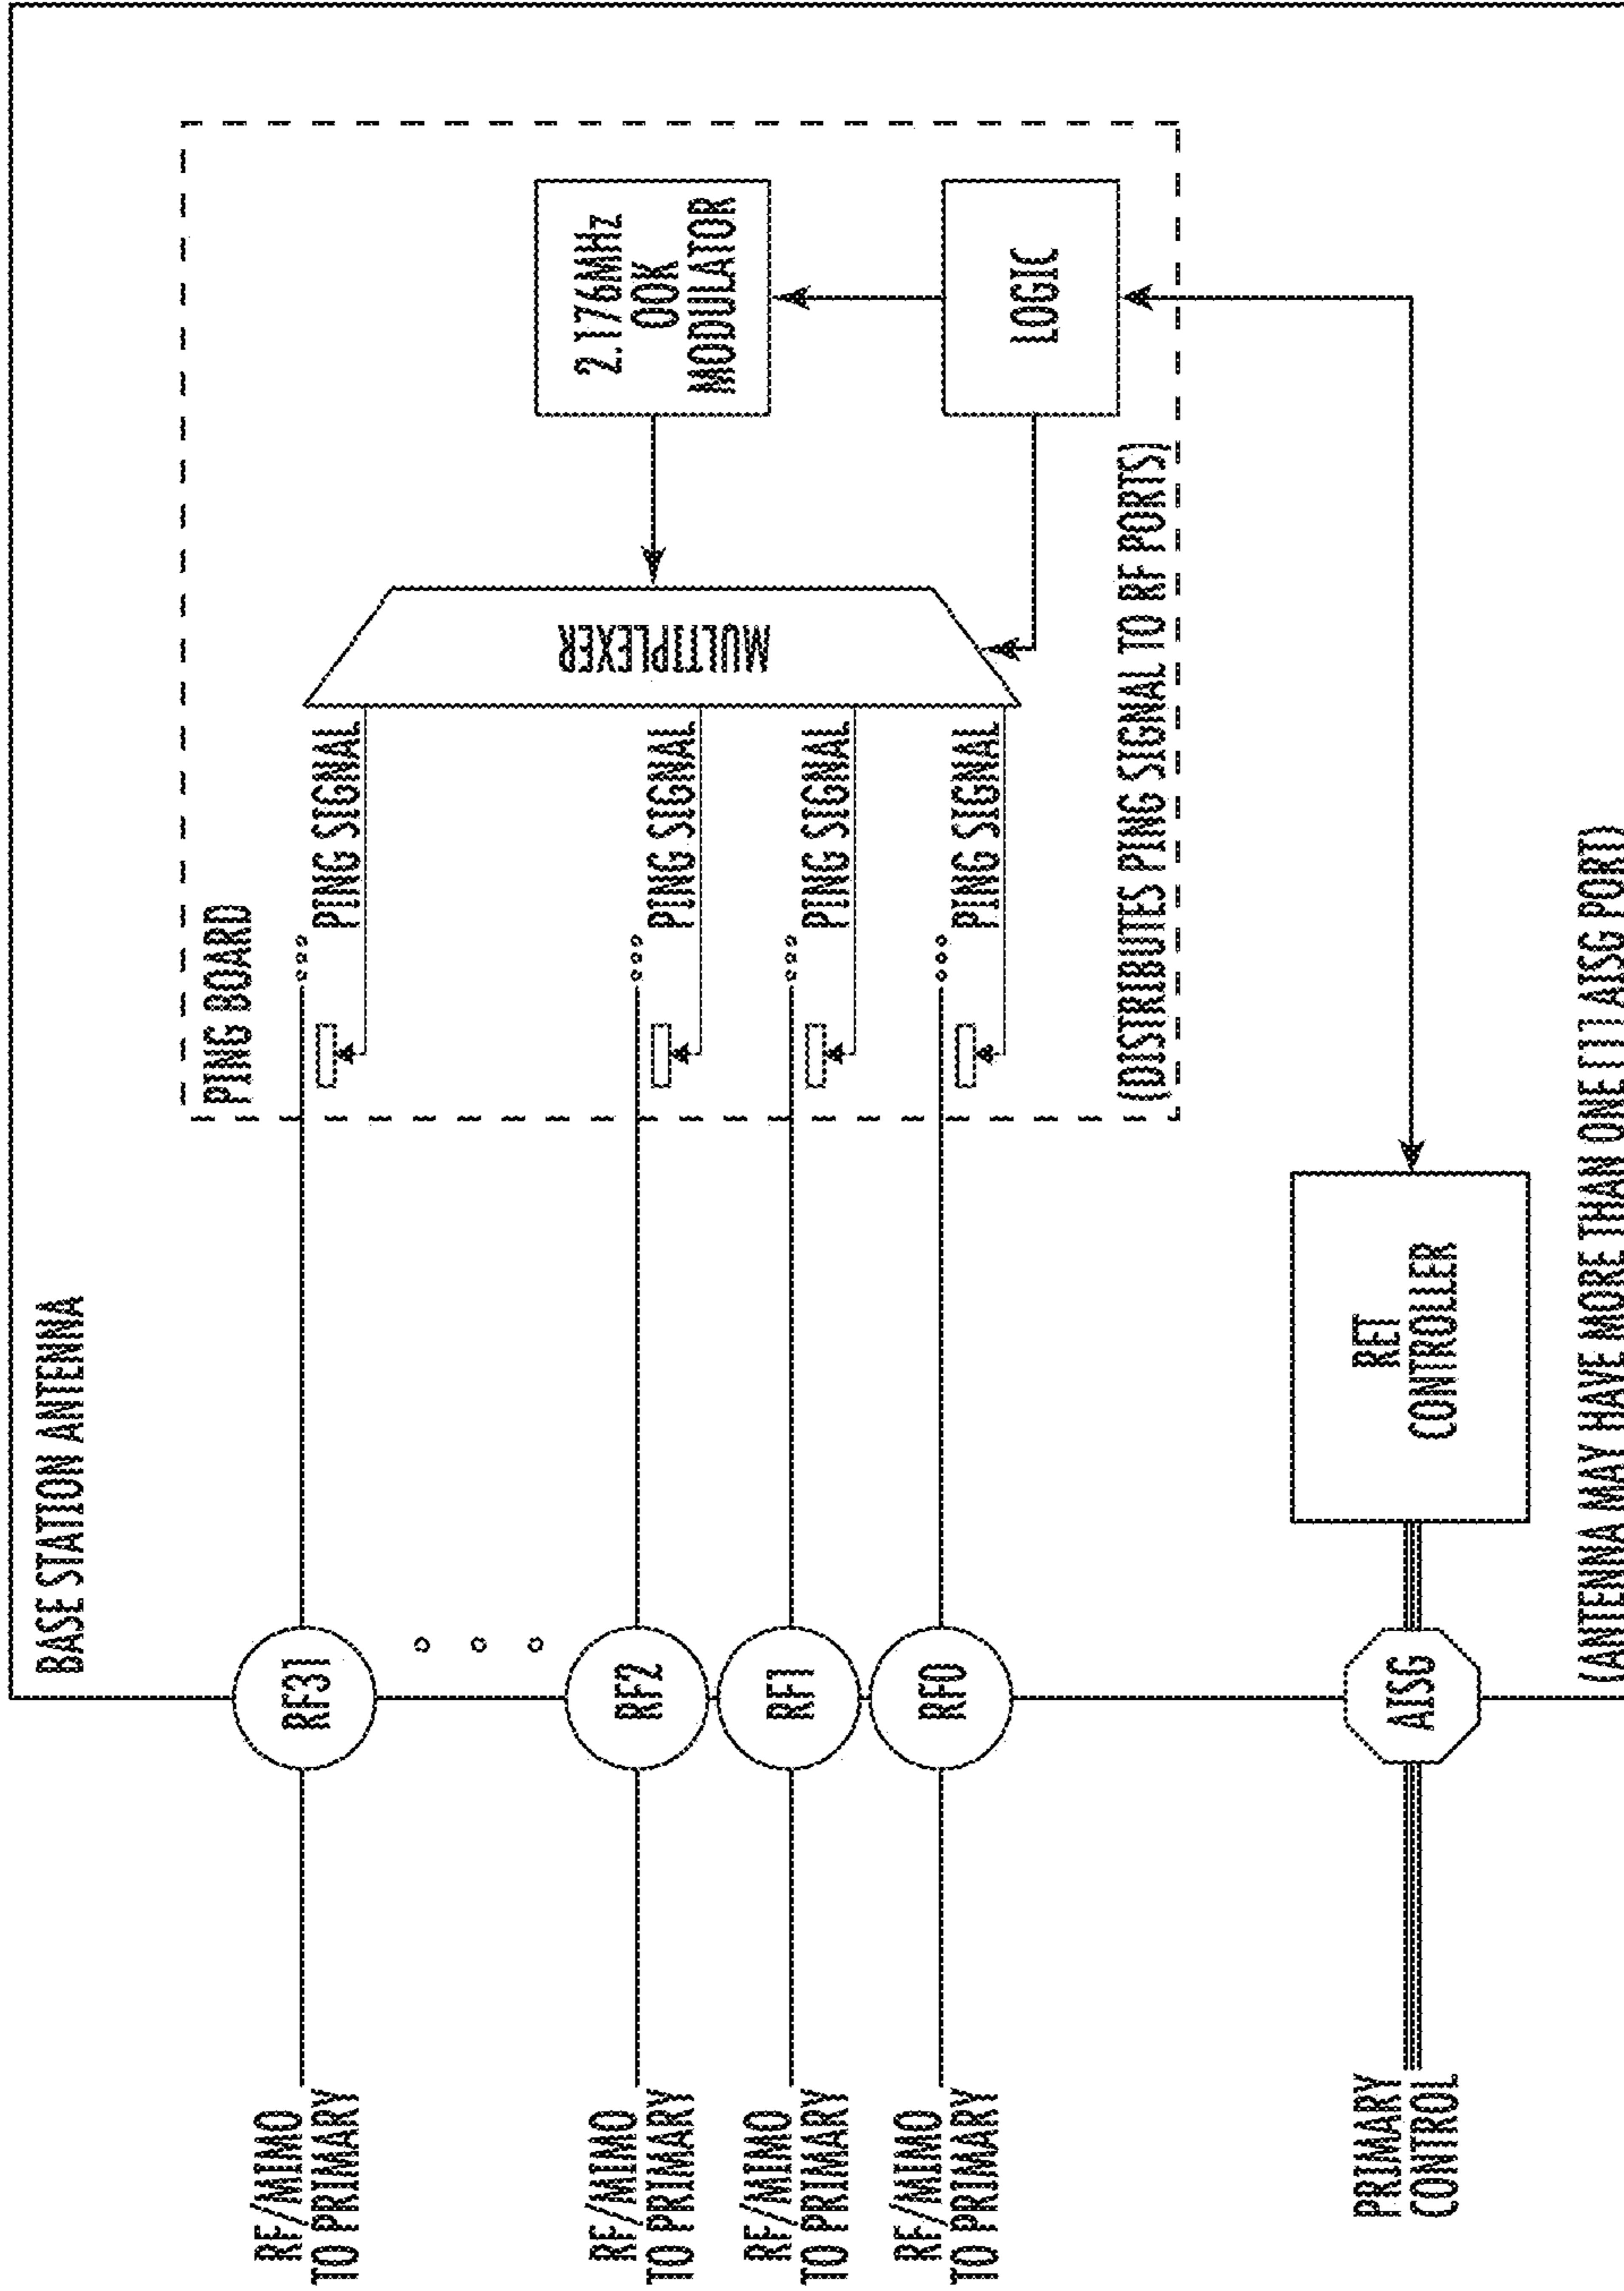 BASE STATION ANTENNA
PING BOARD
RF/MIMO
TO PRIMARY
RF31
PING SIGNAL
RF/MIMO
TO PRIMARY
RF2
PING SIGNAL
RF/MIMO
TO PRIMARY
RF1
PING SIGNAL
RF/MIMO
TO PRIMARY
RF0
PING SIGNAL
MULTIPLEXER
2.176MHz
OOK
MODULATOR
LOGIC
(DISTRIBUTES PING SIGNAL TO RF PORTS)
PRIMARY
CONTROL
AISG
RET
CONTROLLER
(ANTENNA MAY HAVE MORE THAN ONE [1] AISG PORT)